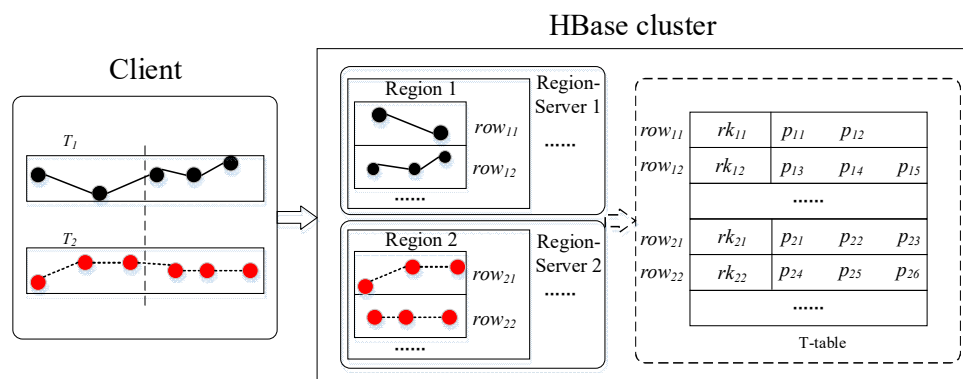 HBase cluster
Client
T1
T2
Region 1
row11
row12
......
Region-
Server 1
......
Region 2
row21
row22
......
Region-
Server 2
......
row11 rk11 p11 p12
row12 rk12 p13 p14 p15
......
row21 rk21 p21 p22 p23
row22 rk22 p24 p25 p26
......
T-table